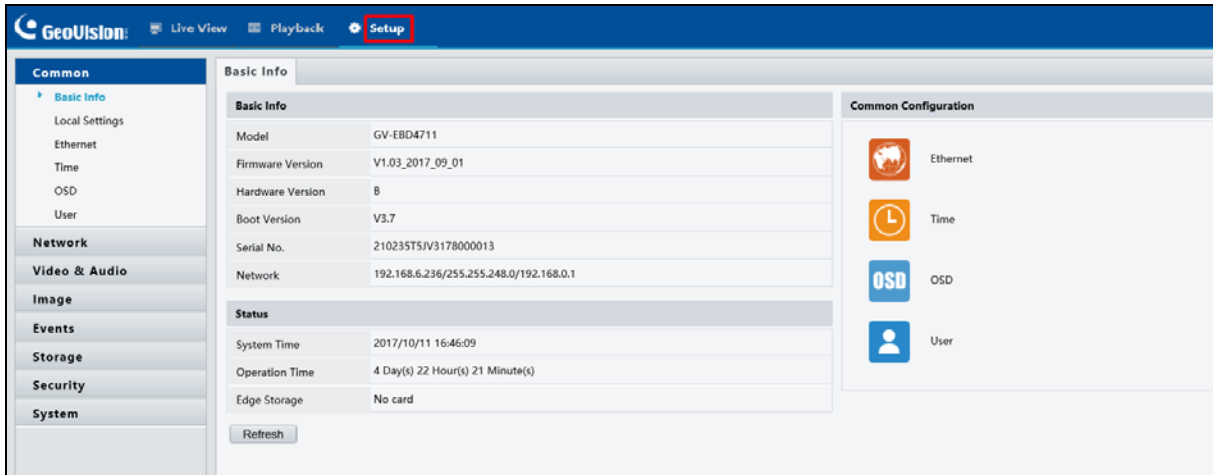 GeoVision: Live View Playback Setup
Common
Basic Info
Local Settings
Ethernet
Time
OSD
User
Network
Video & Audio
Image
Events
Storage
Security
System
Basic Info
Basic Info
Model GV-EBD4711
Firmware Version V1.03_2017_09_01
Hardware Version B
Boot Version V3.7
Serial No. 210235T5JV3178000013
Network 192.168.6.236/255.255.248.0/192.168.0.1
Status
System Time 2017/10/11 16:46:09
Operation Time 4 Day(s) 22 Hour(s) 21 Minute(s)
Edge Storage No card
Refresh
Common Configuration
Ethernet
Time
OSD OSD
User